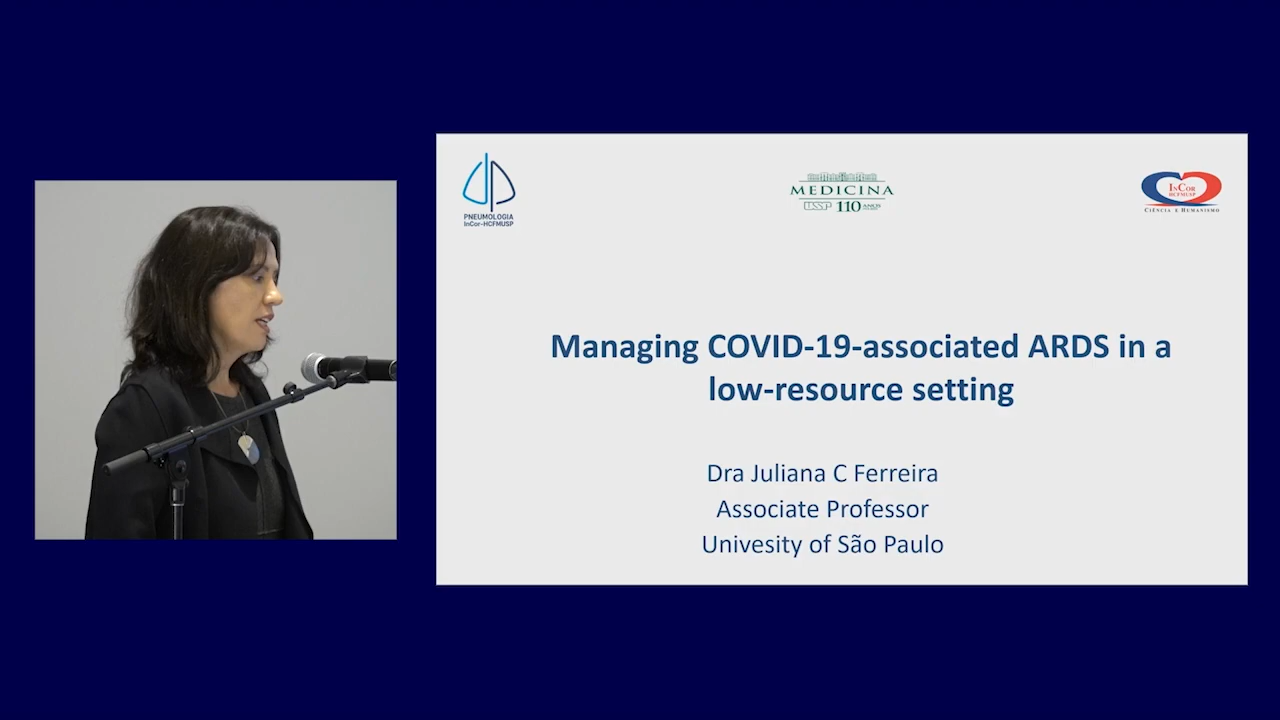 PNEUMOLOGIA
InCor-HCFMUSP
MEDICINA
USP 110 ANOS
INCOR
HCFMUSP
CIÊNCIA E HUMANISMO
Managing COVID-19-associated ARDS in a
low-resource setting
Dra Juliana C Ferreira
Associate Professor
Univesity of São Paulo